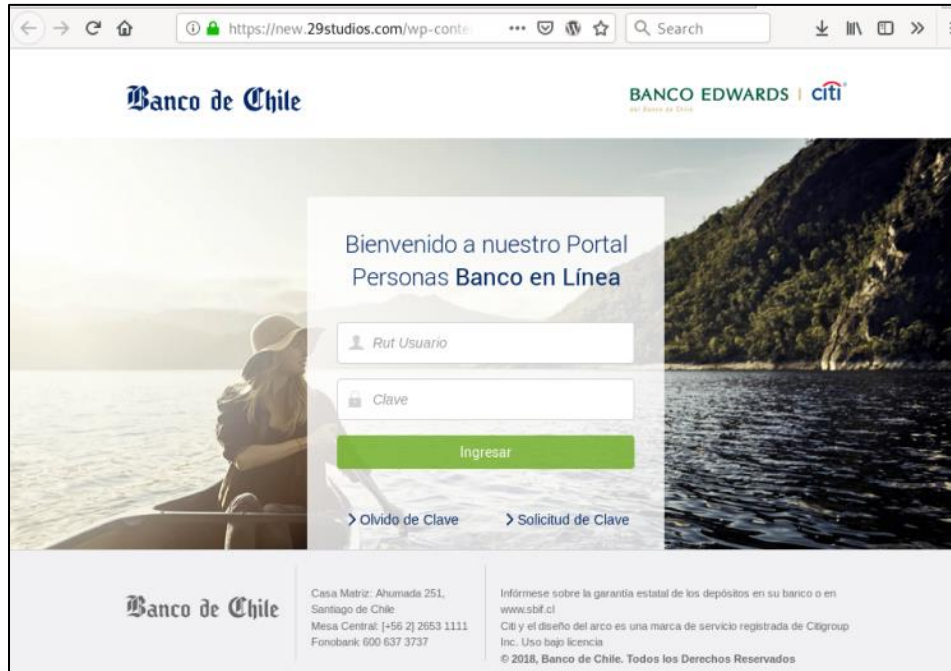 https://new.29studios.com/wp-conte
Search
Banco de Chile
BANCO EDWARDS | citi
del Banco de Chile
Bienvenido a nuestro Portal
Personas Banco en Línea
Rut Usuario
Clave
Ingresar
Olvido de Clave
Solicitud de Clave
Banco de Chile
Casa Matriz: Ahumada 251,
Santiago de Chile
Mesa Central: [+56 2] 2653 1111
Fonobank 600 637 3737
Infórmese sobre la garantía estatal de los depósitos en su banco o en
www.sbif.cl
Citi y el diseño del arco es una marca de servicio registrada de Citigroup
Inc. Uso bajo licencia
© 2018, Banco de Chile. Todos los Derechos Reservados